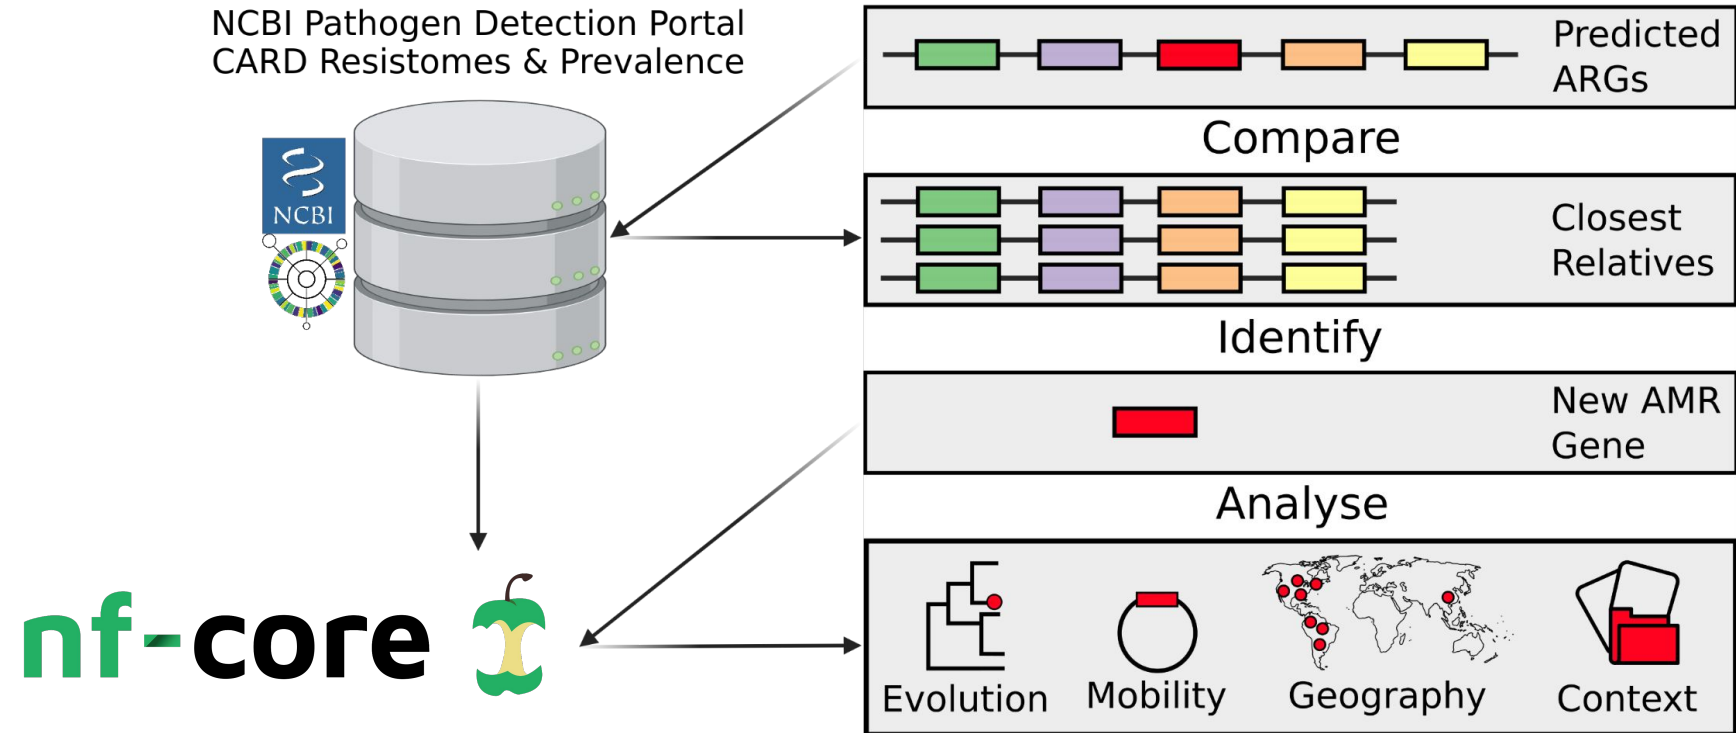 NCBI Pathogen Detection Portal
CARD Resistomes & Prevalence
NCBI
nf-core
Predicted
ARGs
Compare
Closest
Relatives
Identify
New AMR
Gene
Analyse
Evolution
Mobility
Geography
Context